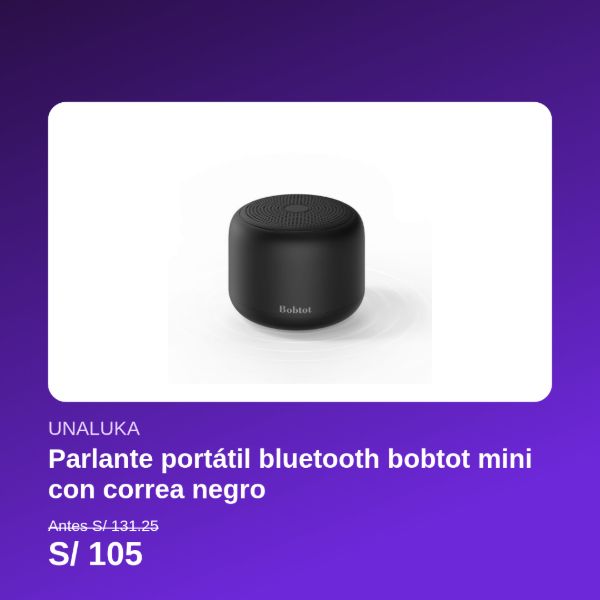 Bobtot
UNALUKA
Parlante portátil bluetooth bobtot mini
con correa negro
Antes S/ 131.25
S/ 105